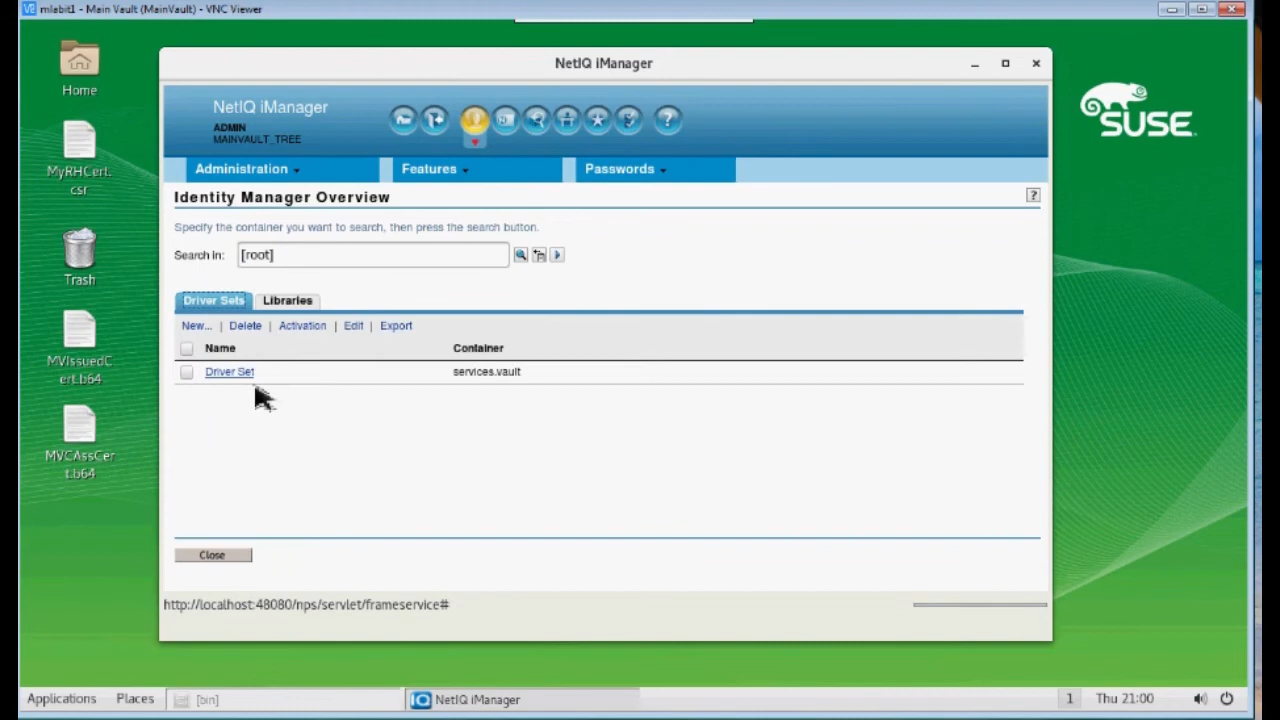 mlabit1 - Main Vault (MainVault) - VNC Viewer
Home
MyRHCert.
csr
Trash
MVIssuedC
ert.b64
MVCAssCer
t.b64
NetIQ iManager
NetIQ iManager
ADMIN
MAINVAULT_TREE
?
Administration
Features
Passwords
Identity Manager Overview
?
Specify the container you want to search, then press the search button.
Search in: [root]
Driver Sets
Libraries
New... | Delete | Activation | Edit | Export
Name
Container
Driver Set
services.vault
Close
http://localhost:48080/nps/servlet/frameservice#
SUSE
Applications
Places
[bin]
NetIQ iManager
1
Thu 21:00